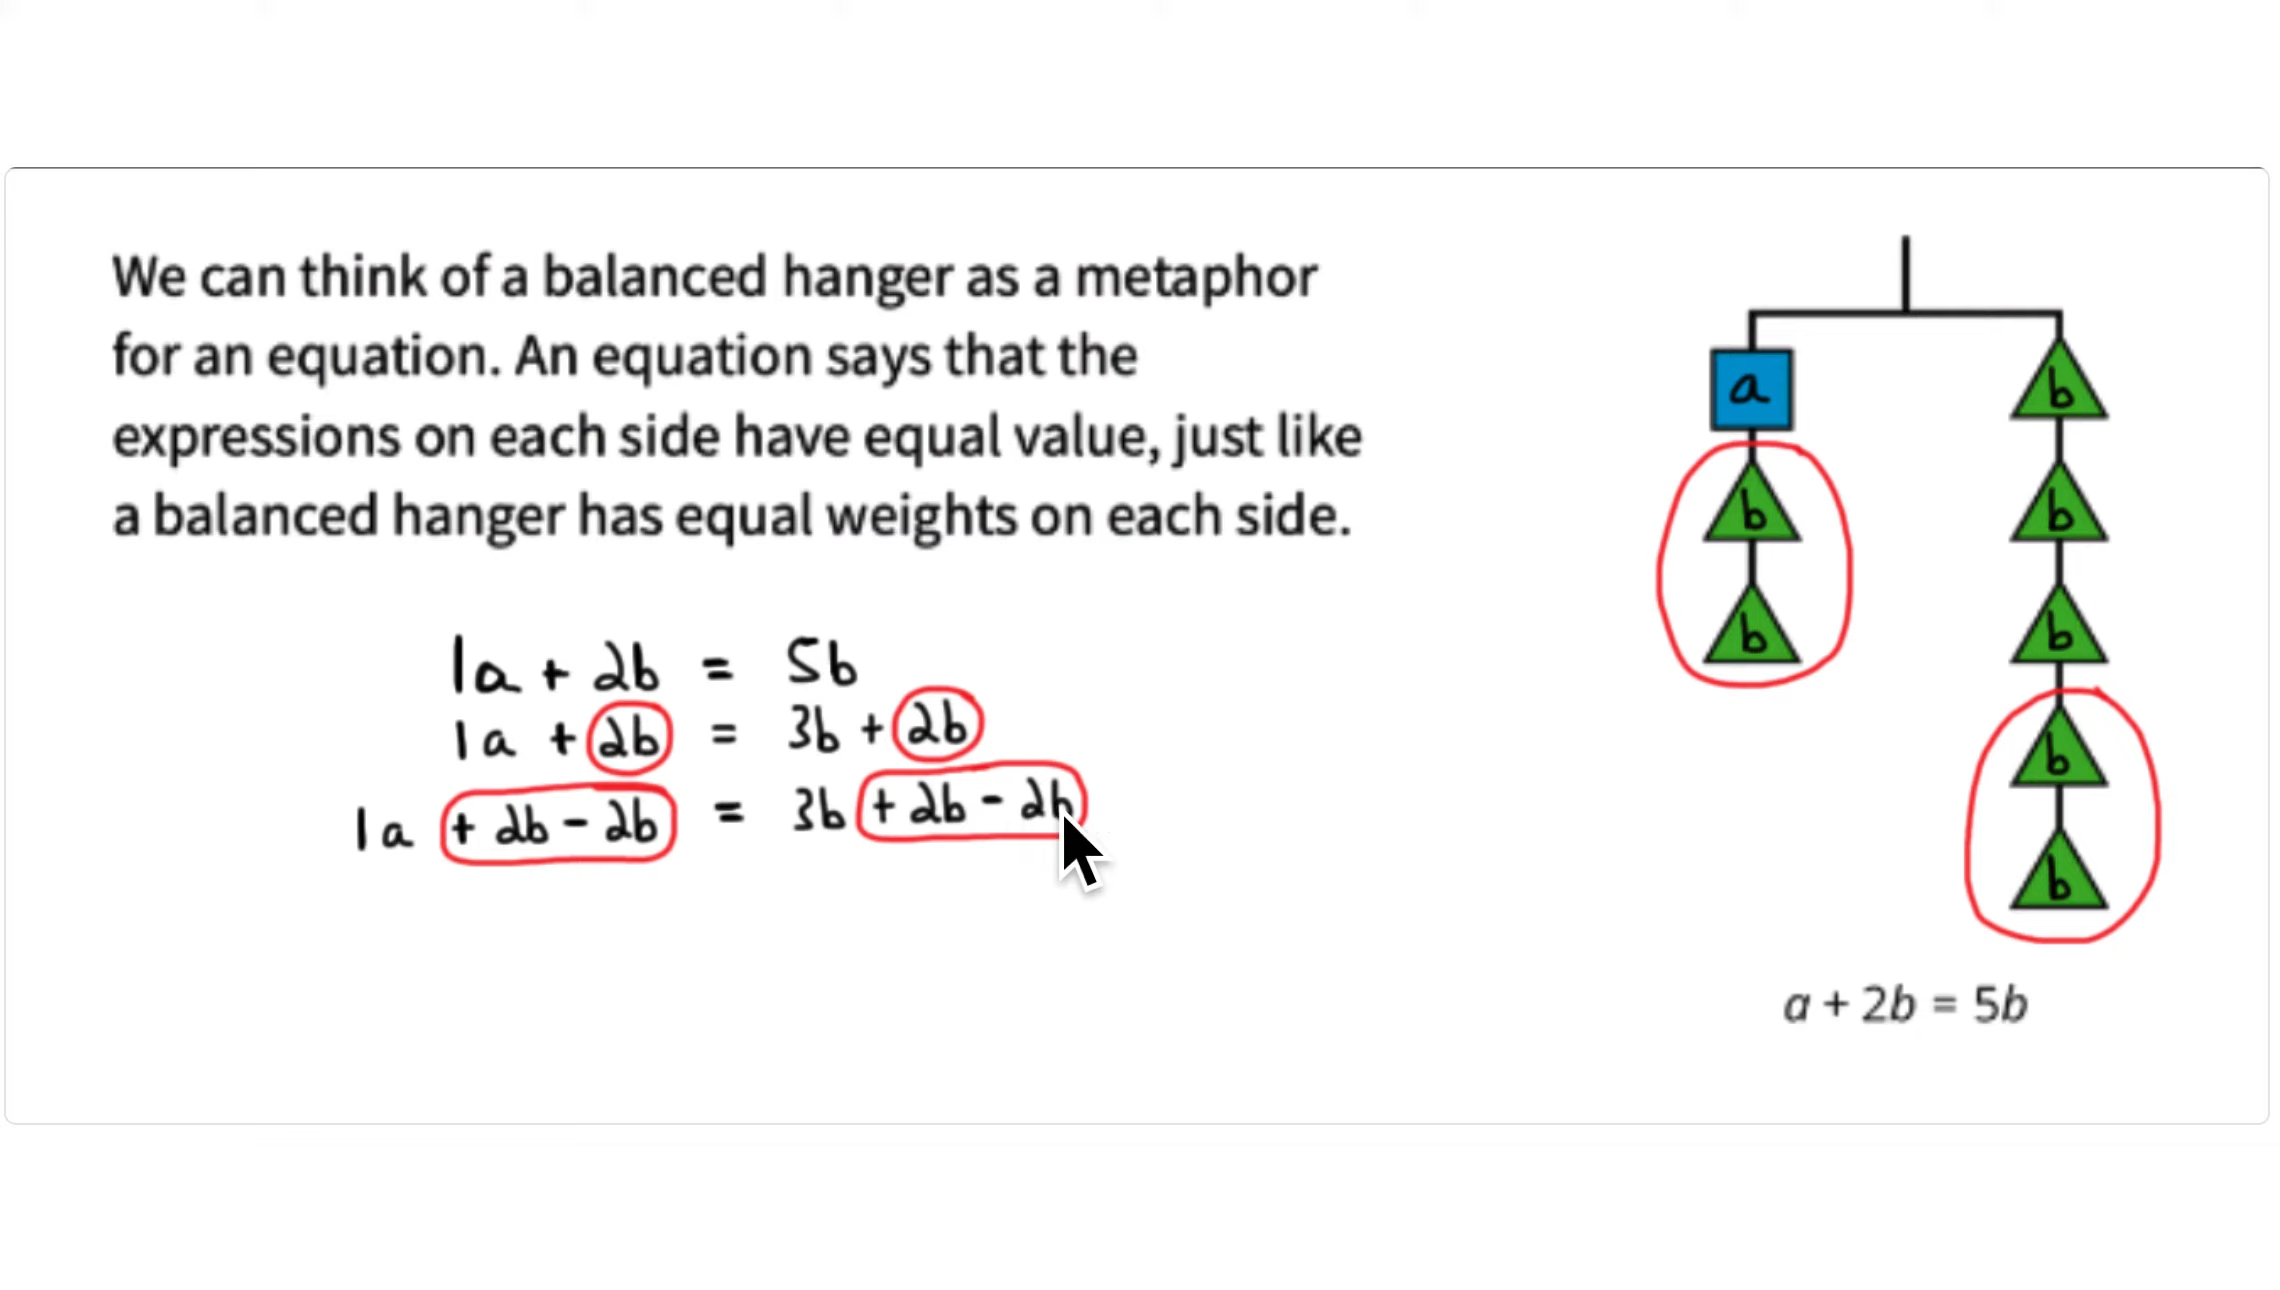 We can think of a balanced hanger as a metaphor
for an equation. An equation says that the
expressions on each side have equal value, just like
a balanced hanger has equal weights on each side.
1a + 2b = 5b
1a + 2b = 3b + 2b
1a + 2b - 2b = 3b + 2b - 2b
a
b
b
b
b
b
b
b
a + 2b = 5b